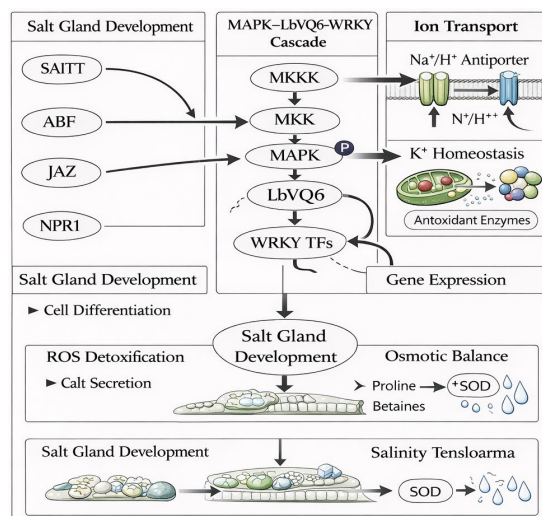 Salt Gland Development
SAITT
ABF
JAZ
NPR1
MAPK–LbVQ6-WRKY
Cascade
MKKK
MKK
MAPK
P
LbVQ6
WRKY TFs
Ion Transport
Na⁺/H⁺ Antiporter
N⁺/H⁺⁺
K⁺ Homeostasis
Antoxidant Enzymes
Salt Gland Development
► Cell Differentiation
Gene Expression
Salt Gland
Development
ROS Detoxification
► Calt Secretion
Osmotic Balance
➤ Proline
Betaines
⁺SOD
Salt Gland Development
Salinity Tensloarma
SOD